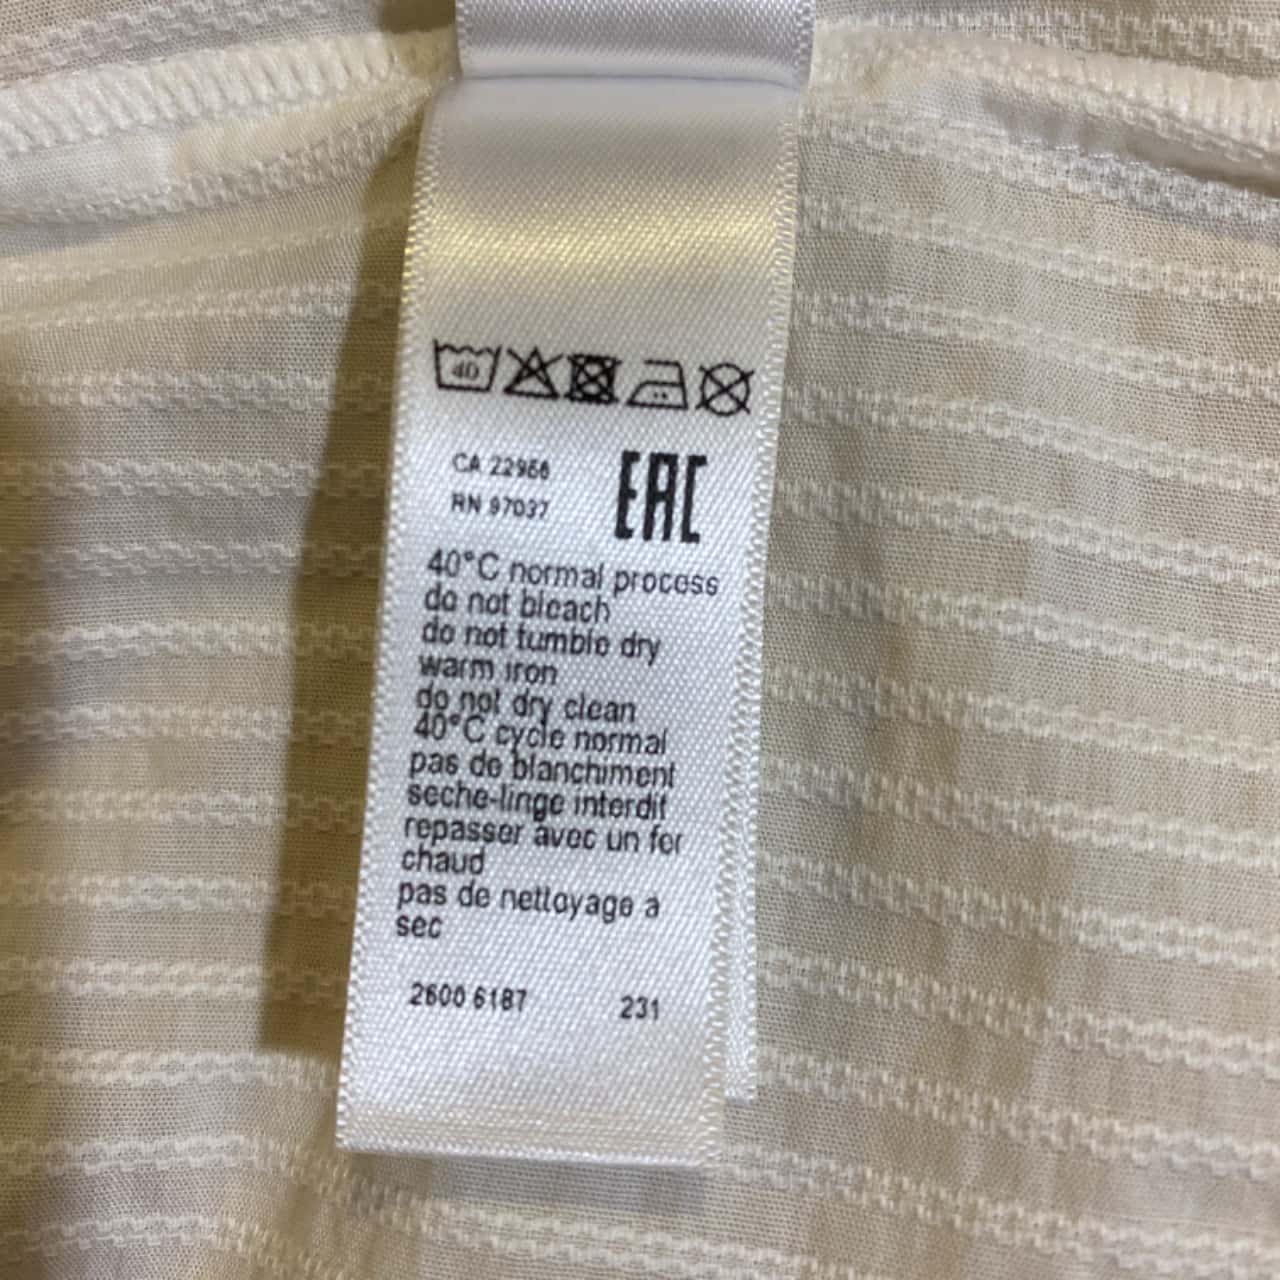 40
CA 22968
RN 97037
EAC
40°C normal process
do not bleach
do not tumble dry
warm iron
do not dry clean
40°C cycle normal
pas de blanchiment
seche-linge interdit
repasser avec un fer
chaud
pas de nettoyage a
sec
2600 6187 231